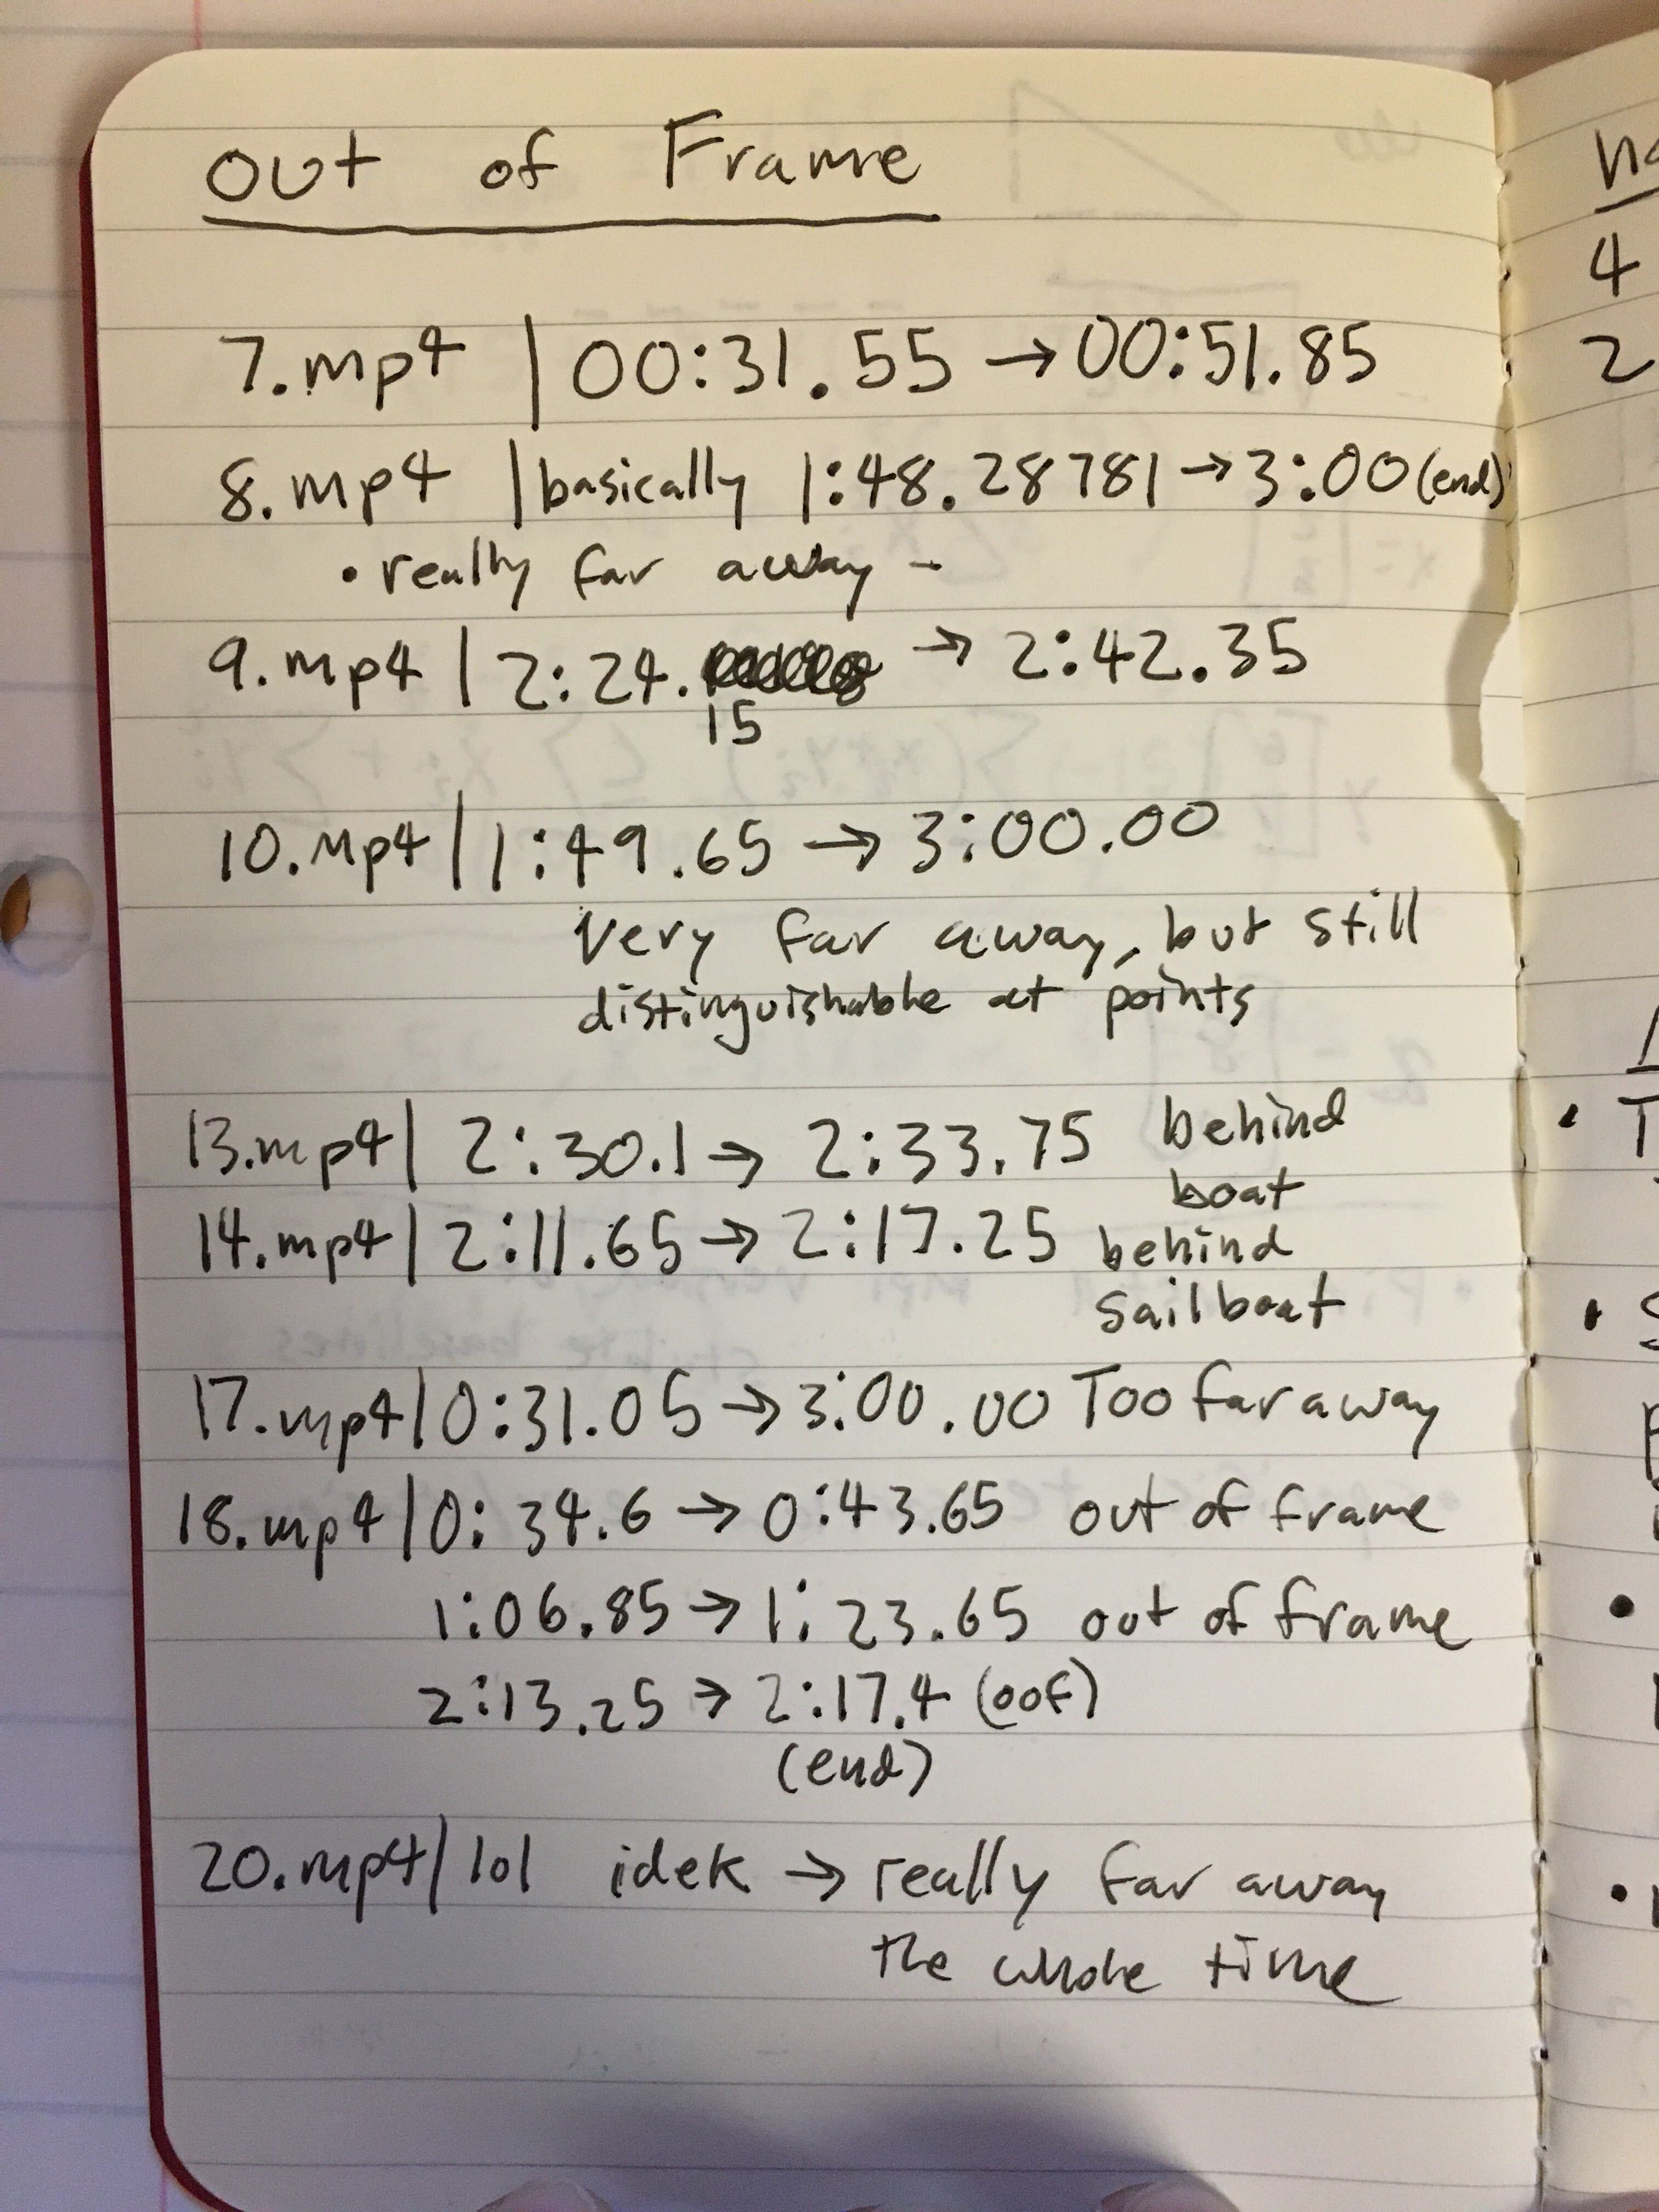 out of Frame
7.mp4 | 00:31.55 → 00:51.85
8.mp4 | basically 1:48.28781 → 3:00 (end)
• really far away -
9.mp4 | 2:24. → 2:42.35
15
10.mp4 | 1:49.65 → 3:00.00
Very far away, but still
distinguishable at points
13.mp4 | 2:30.1 → 2:33.75 behind
boat
14.mp4 | 2:11.65 → 2:17.25 behind
sailboat
17.mp4 | 0:31.05 → 3:00.00 Too far away
18.mp4 | 0:34.6 → 0:43.65 out of frame
1:06.85 → 1:23.65 out of frame
2:13.25 → 2:17.4 (oof)
(end)
20.mp4 | lol idek → really far away
the whole time
4
2